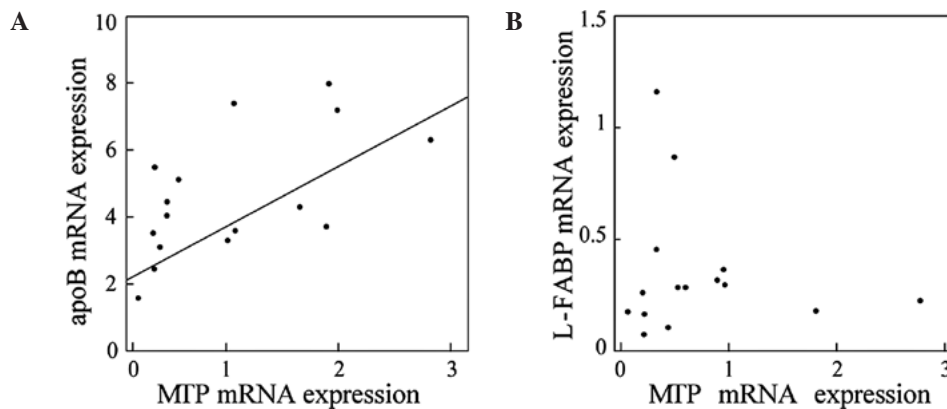 A
apoB mRNA expression
10
8
6
4
2
0
0 1 2 3
MTP mRNA expression
B
L-FABP mRNA expression
1.5
1
0.5
0
0 1 2 3
MTP mRNA expression